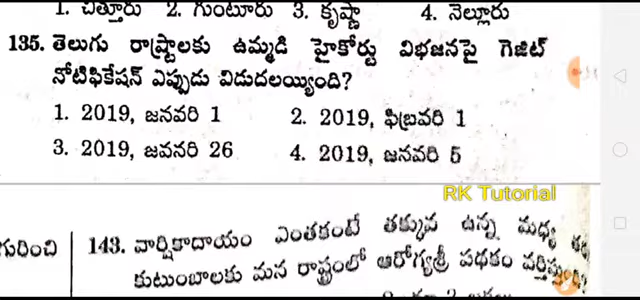 1. చిత్తూరు 2. గుంటూరు 3. కృష్ణా 4. నెల్లూరు
135. తెలుగు రాష్ట్రాలకు ఉమ్మడి హైకోర్టు విభజనపై గెజిట్
నోటిఫికేషన్ ఎప్పుడు విడుదలయ్యింది?
1. 2019, జనవరి 1 2. 2019, ఫిబ్రవరి 1
3. 2019, జవనరి 26 4. 2019, జనవరి 5
RK Tutorial
గురించి 143. వార్షికాదాయం ఎంతకంటే తక్కువ ఉన్న మధ్య
కుటుంబాలకు మన రాష్ట్రంలో ఆరోగ్యశ్రీ పథకం వర్తిస్తుంది?